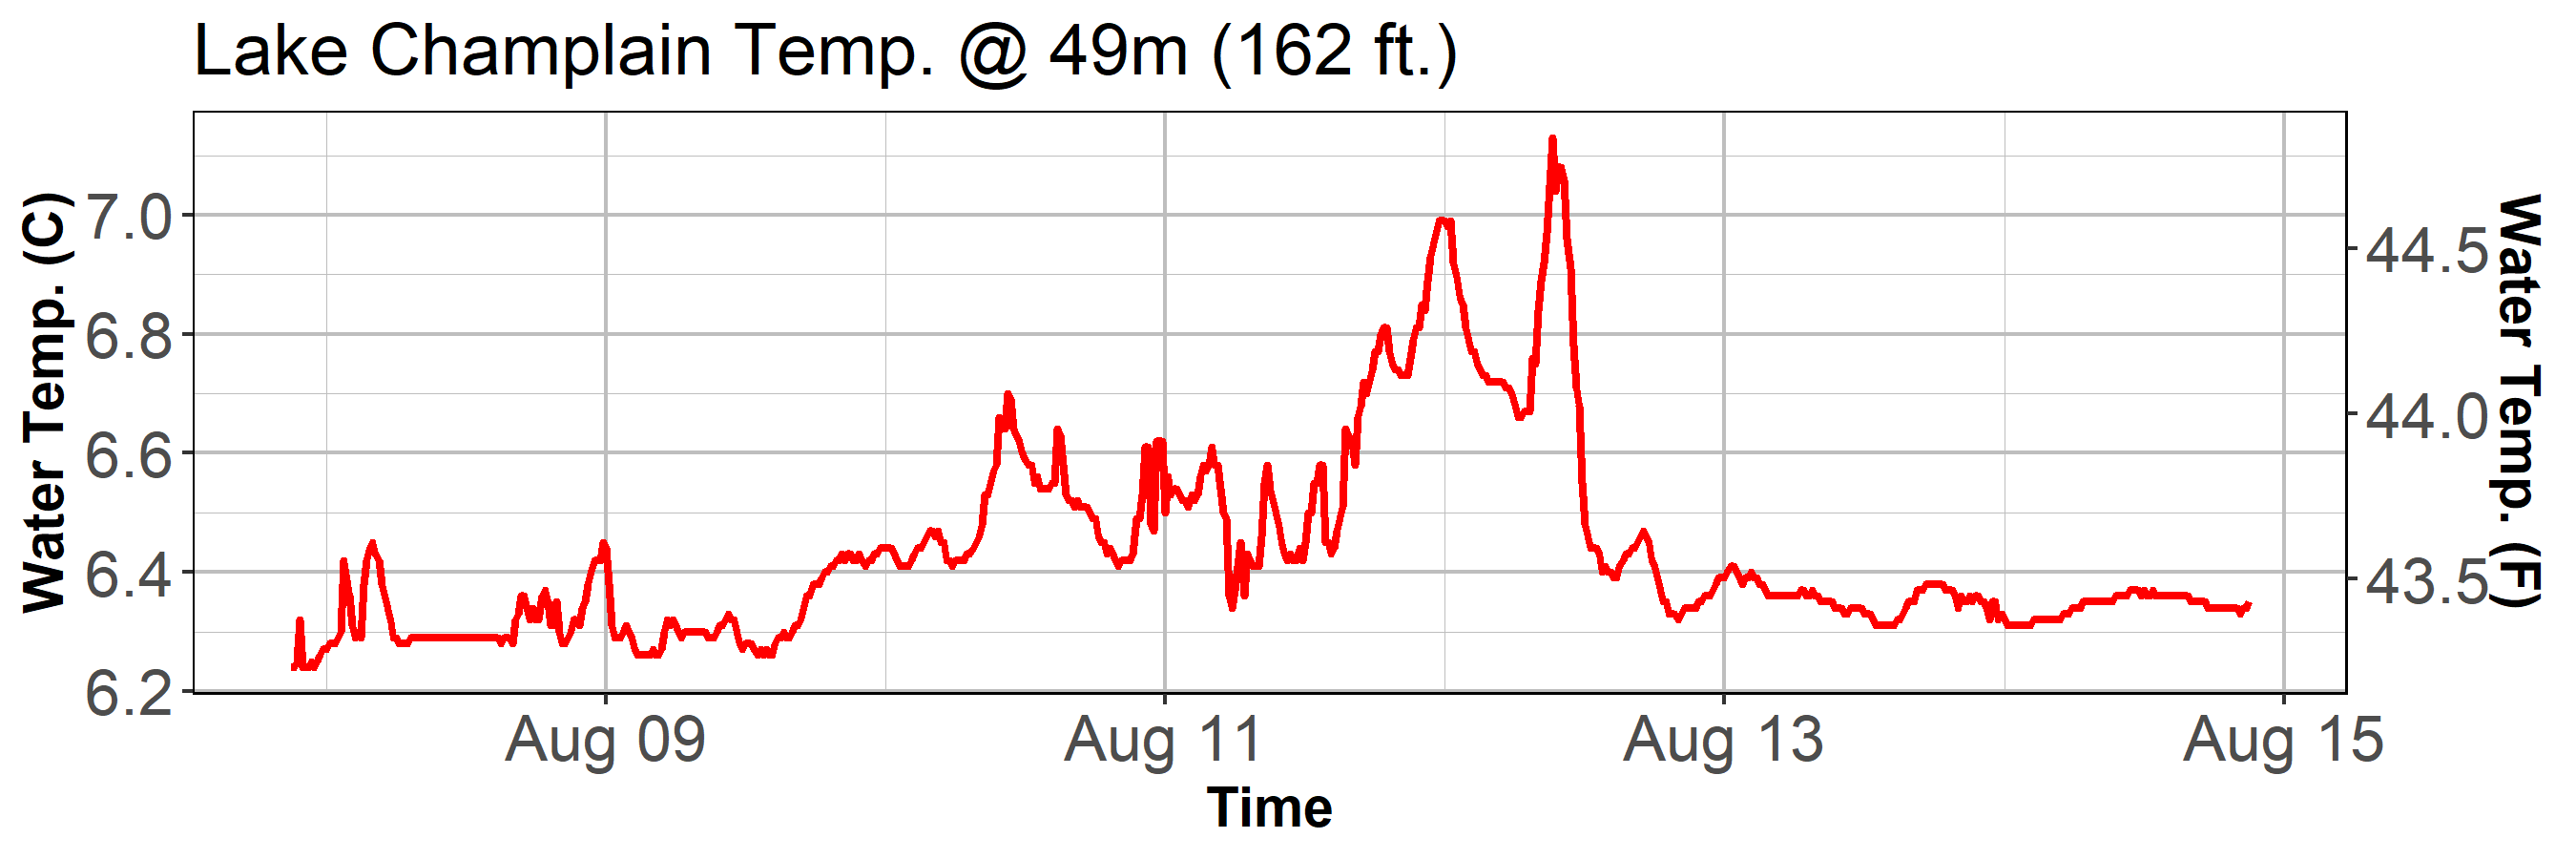 Lake Champlain Temp. @ 49m (162 ft.)
Water Temp. (C)
7.0
6.8
6.6
6.4
6.2
44.5
44.0
43.5
Water Temp. (F)
Aug 09
Aug 11
Aug 13
Aug 15
Time